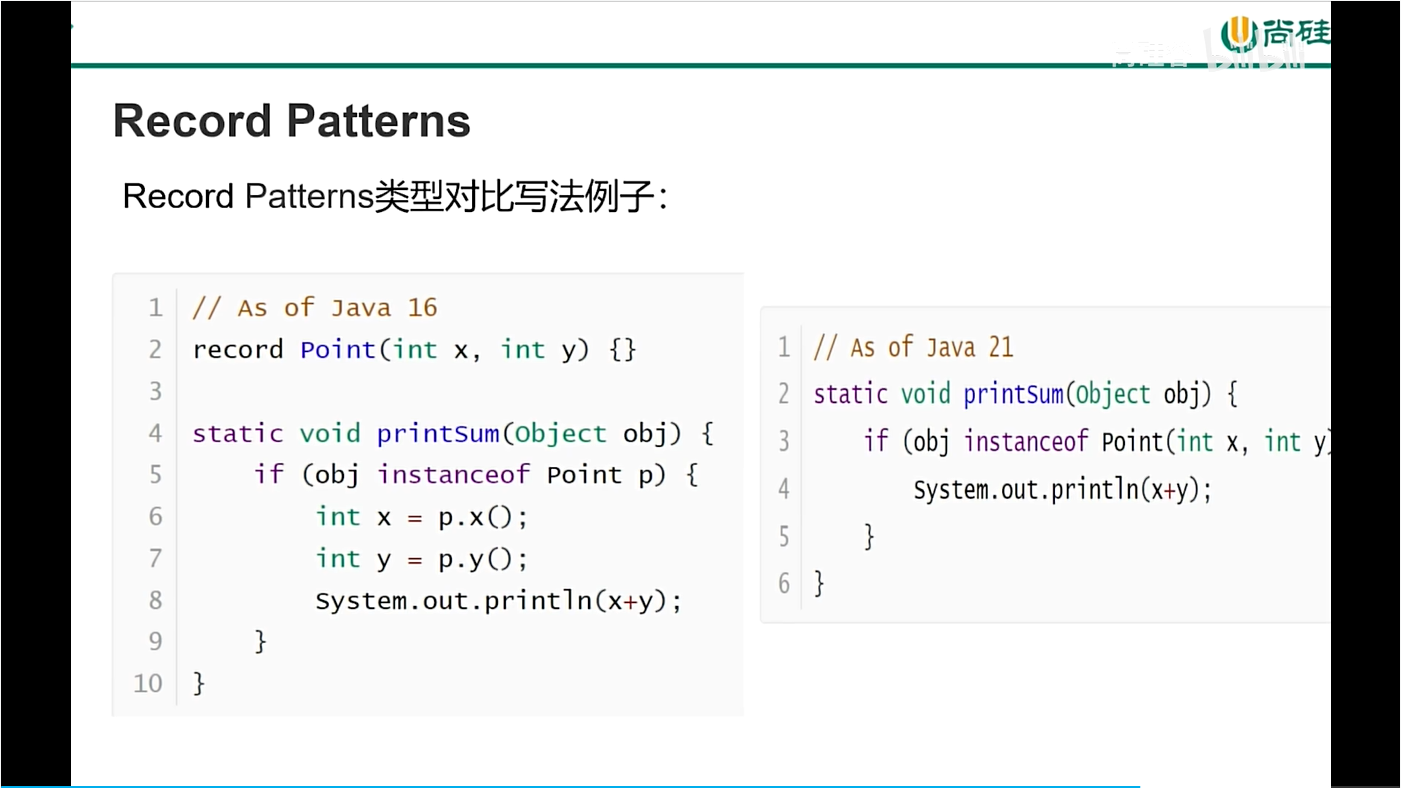 尚硅
bilibili
Record Patterns
Record Patterns类型对比写法例子：
1 // As of Java 16
2 record Point(int x, int y) {}
3
4 static void printSum(Object obj) {
5 if (obj instanceof Point p) {
6 int x = p.x();
7 int y = p.y();
8 System.out.println(x+y);
9 }
10 }
1 // As of Java 21
2 static void printSum(Object obj) {
3 if (obj instanceof Point(int x, int y)
4 System.out.println(x+y);
5 }
6 }